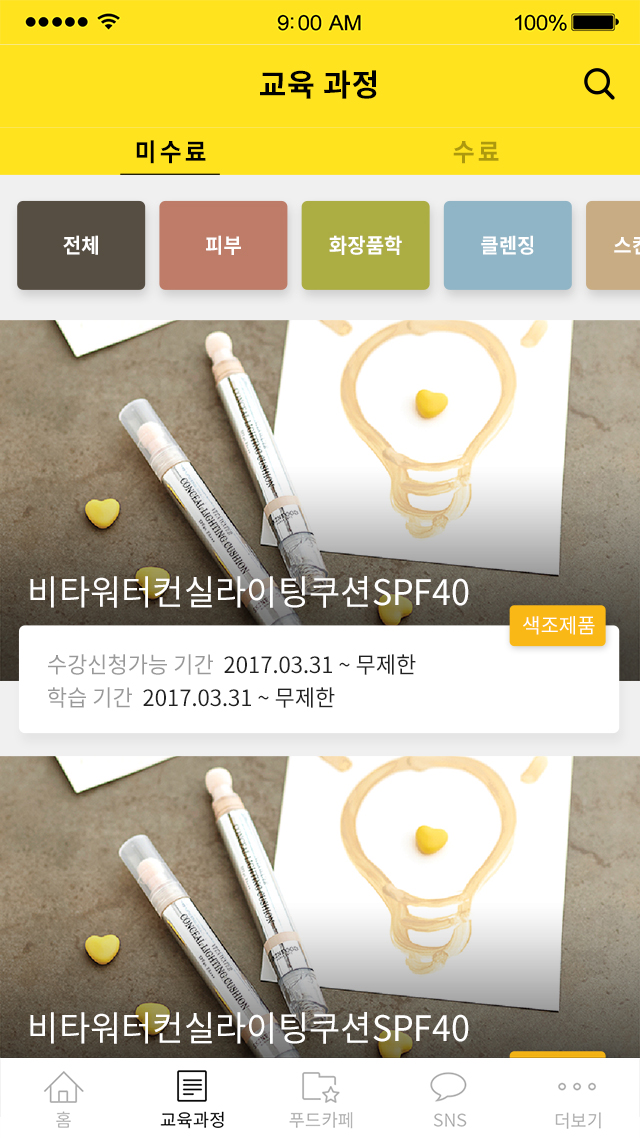 9:00 AM
100%
교육 과정
미수료
수료
전체
피부
화장품학
클렌징
CONCEAL LIGHTING CUSHION
CONCEAL LIGHTING CUSHION
비타워터컨실라이팅쿠션SPF40
색조제품
수강신청가능 기간 2017.03.31 ~ 무제한
학습 기간 2017.03.31 ~ 무제한
CONCEAL LIGHTING CUSHION
비타워터컨실라이팅쿠션SPF40
홈
교육과정
푸드카페
SNS
더보기